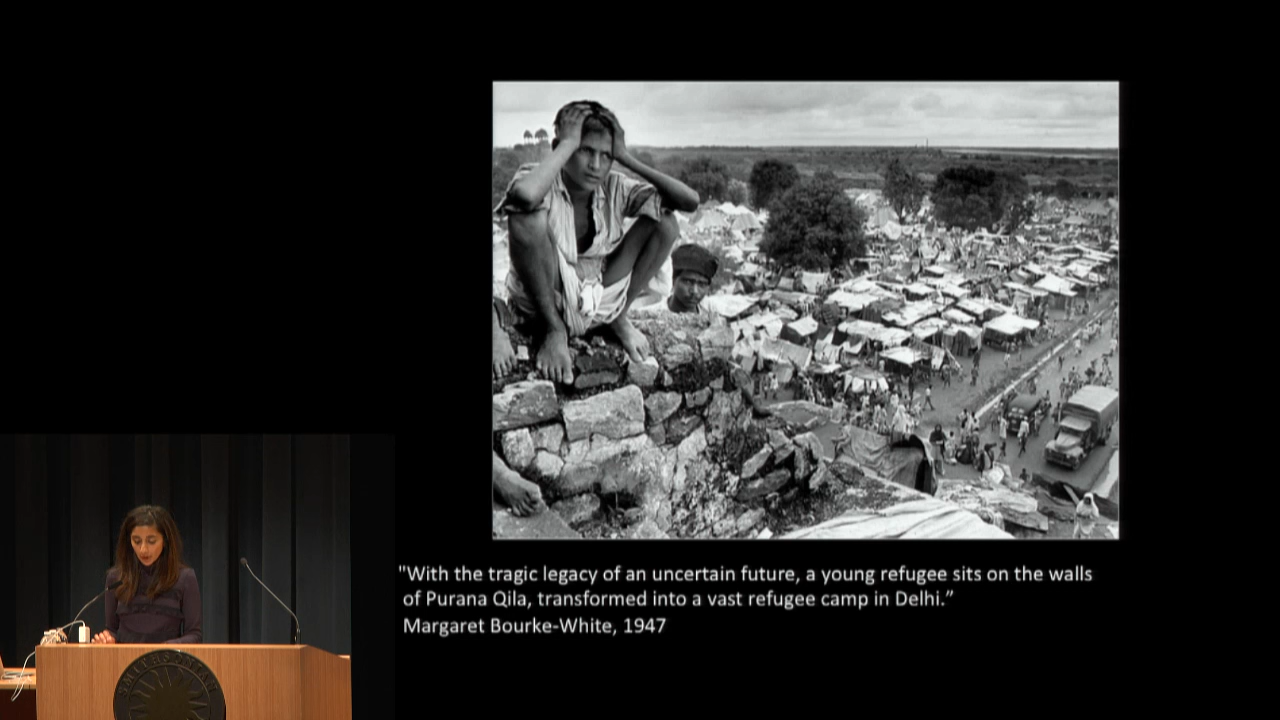 "With the tragic legacy of an uncertain future, a young refugee sits on the walls
of Purana Qila, transformed into a vast refugee camp in Delhi.”
Margaret Bourke-White, 1947
SMITHSONIAN